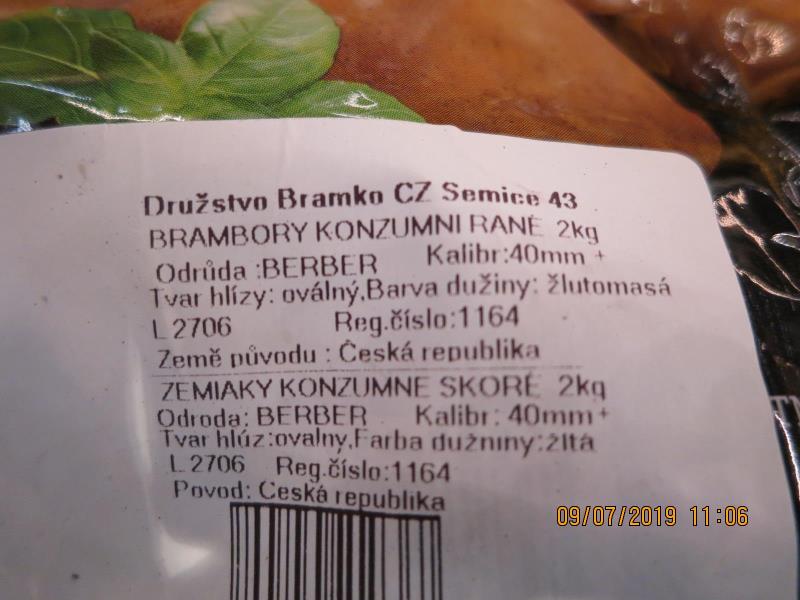 Družstvo Bramko CZ Semice 43
BRAMBORY KONZUMNI RANÉ 2kg
Odrůda :BERBER Kalibr:40mm +
Tvar hlízy: oválný,Barva dužiny: žlutomasá
L 2706 Reg.číslo:1164
Země původu : Česká republika
ZEMIAKY KONZUMNE SKORÉ 2kg
Odroda: BERBER Kalibr: 40mm+
Tvar hlúz:ovalny,Farba dužniny:žltá
L 2706 Reg.číslo:1164
Povod: Ceská republika
09/07/2019 11:06